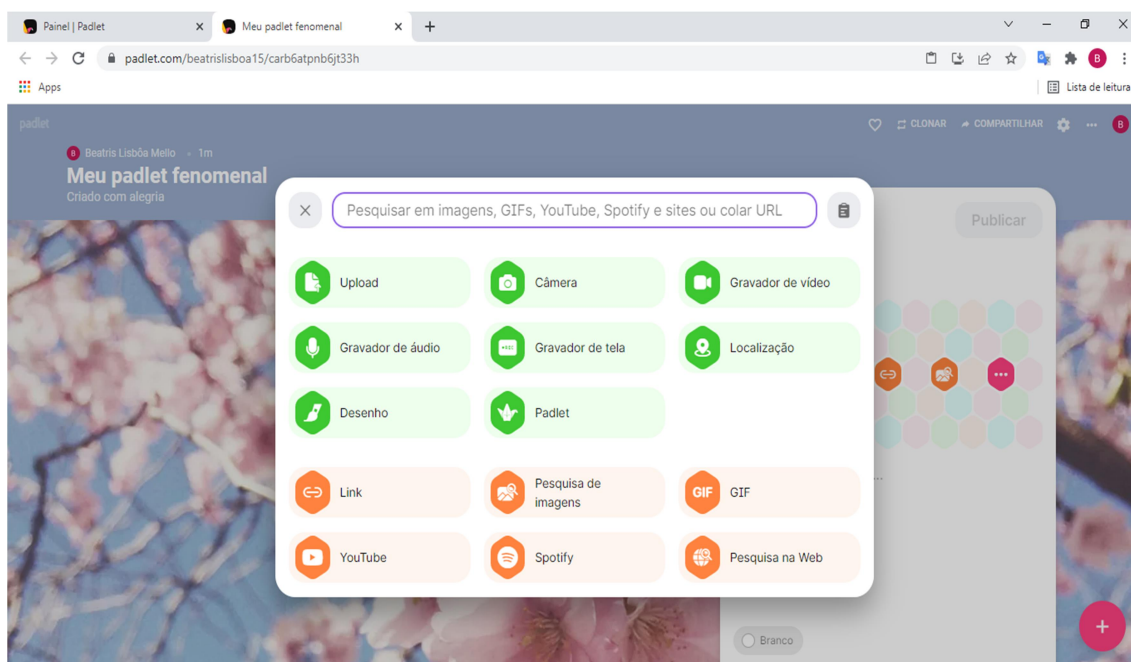 Painel | Padlet
Meu padlet fenomenal
padlet.com/beatrislisboa15/carb6atpnb6jt33h
B
Apps
Lista de leitura
padlet
CLONAR
COMPARTILHAR
B
B Beatris Lisbôa Mello • 1m
Meu padlet fenomenal
Criado com alegria
Pesquisar em imagens, GIFs, YouTube, Spotify e sites ou colar URL
Publicar
Upload
Câmera
Gravador de vídeo
Gravador de áudio
Gravador de tela
Localização
Desenho
Padlet
Link
Pesquisa de
imagens
GIF GIF
YouTube
Spotify
Pesquisa na Web
Branco